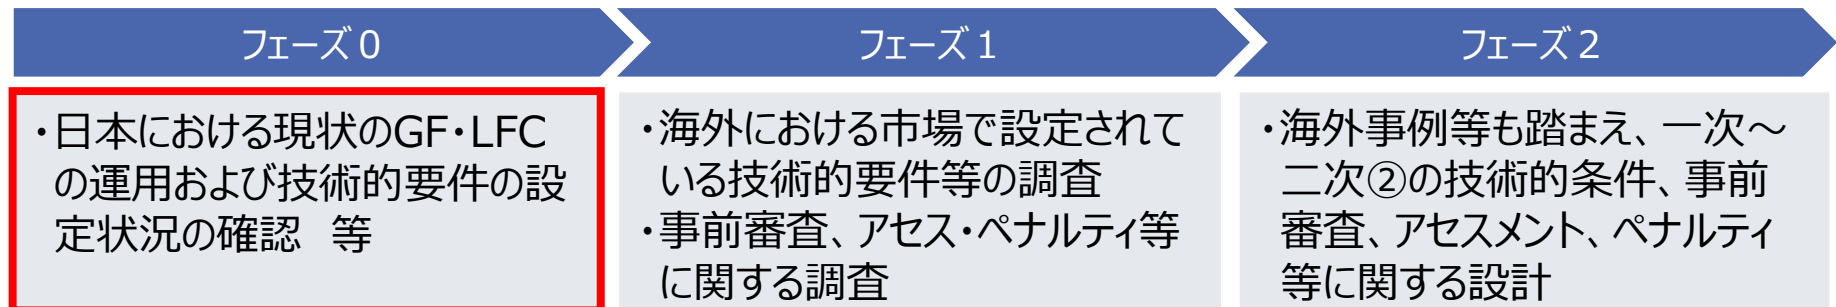 フェーズ0
・日本における現状のGF・LFC
の運用および技術的要件の設
定状況の確認　等
フェーズ1
・海外における市場で設定されて
いる技術的要件等の調査
・事前審査、アセス・ペナルティ等
に関する調査
フェーズ2
・海外事例等も踏まえ、一次～
二次②の技術的条件、事前
審査、アセスメント、ペナルティ
等に関する設計